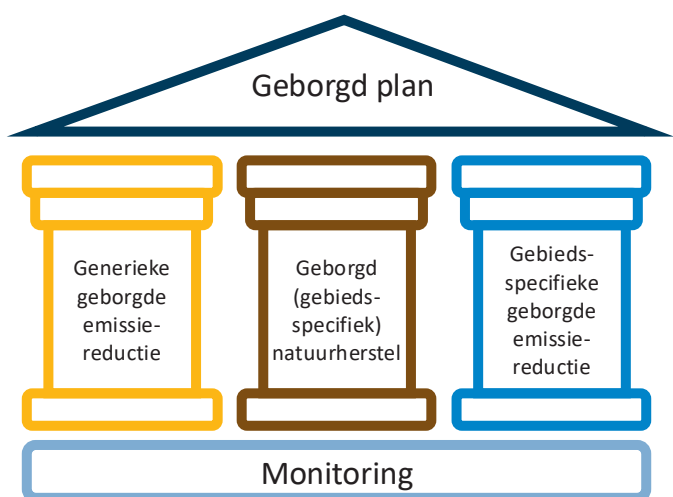 Geborgd plan
Generieke
geborgde
emissie-
reductie
Geborgd
(gebieds-
specifiek)
natuurherstel
Gebieds-
specifieke
geborgde
emissie-
reductie
Monitoring